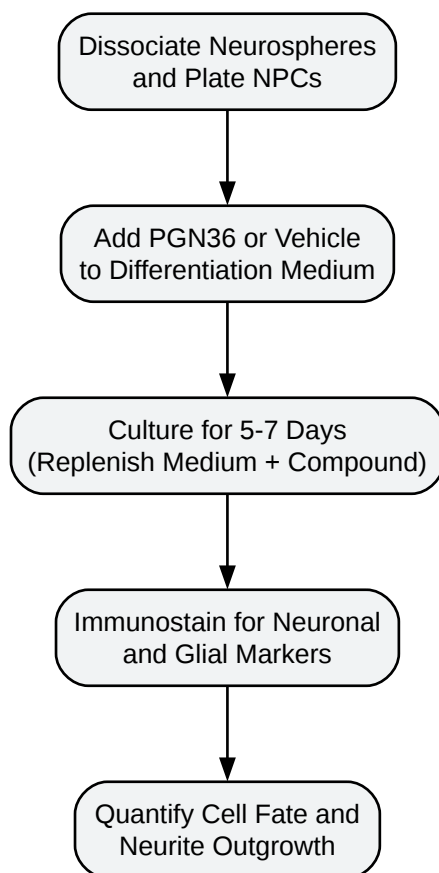 Dissociate Neurospheres
and Plate NPCs
Add PGN36 or Vehicle
to Differentiation Medium
Culture for 5-7 Days
(Replenish Medium + Compound)
Immunostain for Neuronal
and Glial Markers
Quantify Cell Fate and
Neurite Outgrowth